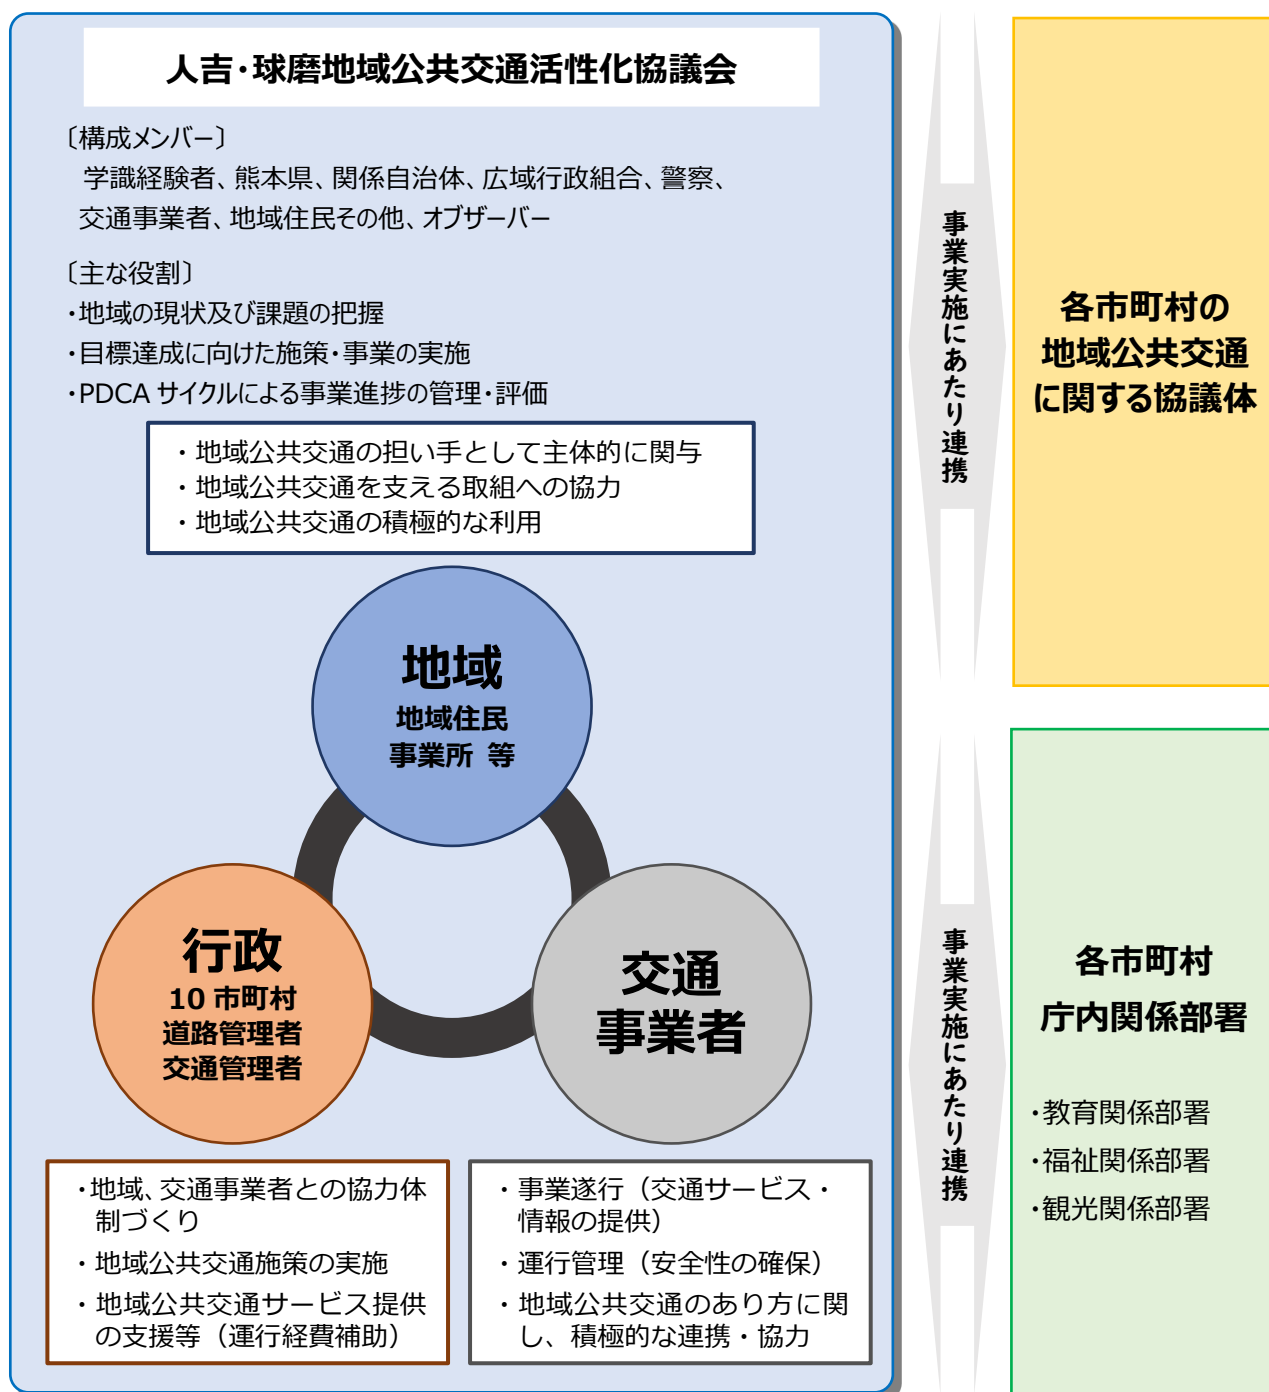 人吉・球磨地域公共交通活性化協議会
〔構成メンバー〕
学識経験者、熊本県、関係自治体、広域行政組合、警察、
交通事業者、地域住民その他、オブザーバー
〔主な役割〕
・地域の現状及び課題の把握
・目標達成に向けた施策・事業の実施
・PDCA サイクルによる事業進捗の管理・評価
・地域公共交通の担い手として主体的に関与
・地域公共交通を支える取組への協力
・地域公共交通の積極的な利用
地域
地域住民
事業所 等
行政
10 市町村
道路管理者
交通管理者
交通
事業者
・地域、交通事業者との協力体
制づくり
・地域公共交通施策の実施
・地域公共交通サービス提供
の支援等（運行経費補助）
・事業遂行（交通サービス・
情報の提供）
・運行管理（安全性の確保）
・地域公共交通のあり方に関
し、積極的な連携・協力
事業実施にあたり連携
各市町村の
地域公共交通
に関する協議体
事業実施にあたり連携
各市町村
庁内関係部署
・教育関係部署
・福祉関係部署
・観光関係部署